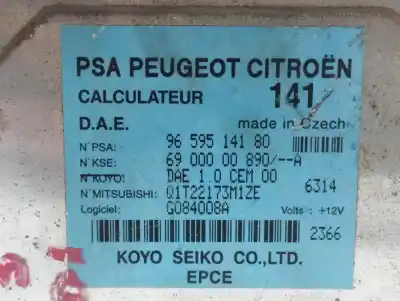 PSA PEUGEOT CITROËN
CALCULATEUR 141
D.A.E. made in Czech
N°PSA: 96 595 141 80
N°KSE: 69 000 00 890/--A
N°KOYO: DAE 1.0 CEM 00
N°MITSUBISHI: Q1T22173M1ZE 6314
Logiciel: G084008A Volts : +12V
2366
KOYO SEIKO CO.,LTD.
EPCE